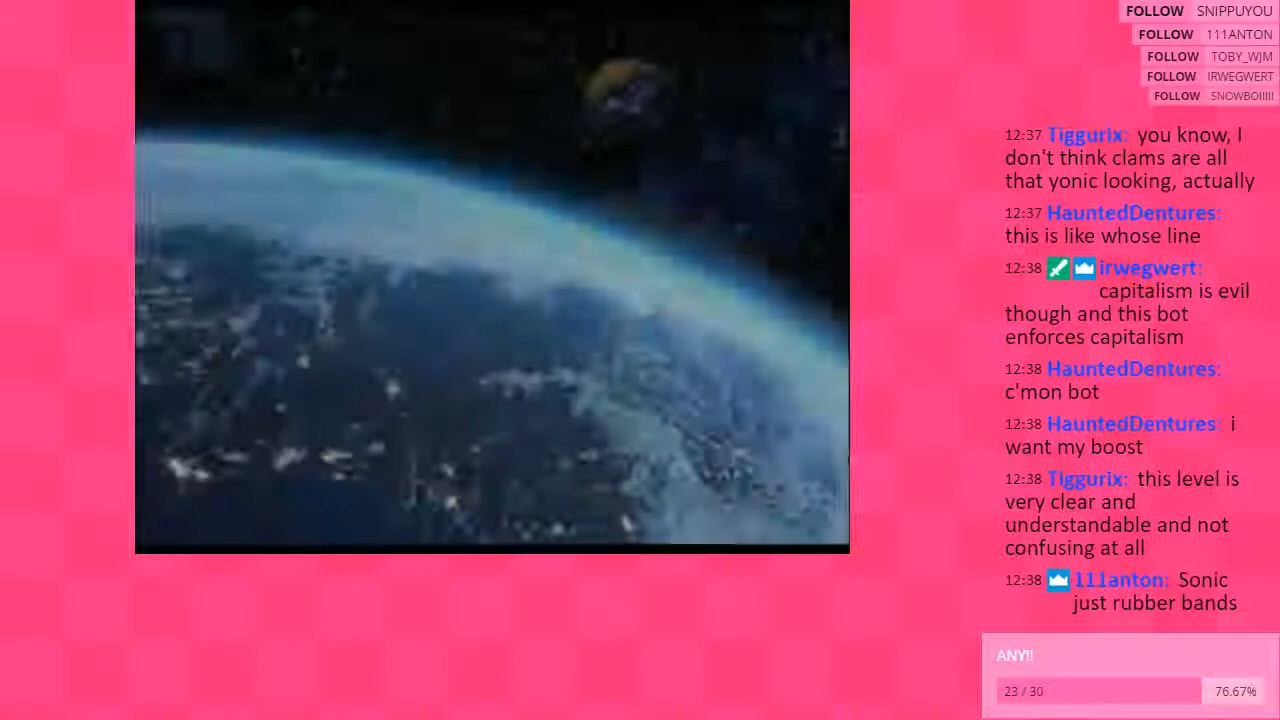 FOLLOW SNIPPUYOU
FOLLOW 111ANTON
FOLLOW TOBY_WJM
FOLLOW IRWEGWERT
FOLLOW SNOWBOIIIII
12:37 Tiggurix: you know, I
don't think clams are all
that yonic looking, actually
12:37 HauntedDentures:
this is like whose line
12:38 irwegwert:
capitalism is evil
though and this bot
enforces capitalism
12:38 HauntedDentures:
c'mon bot
12:38 HauntedDentures: i
want my boost
12:38 Tiggurix: this level is
very clear and
understandable and not
confusing at all
12:38 111anton: Sonic
just rubber bands
ANY!!
23 / 30 76.67%